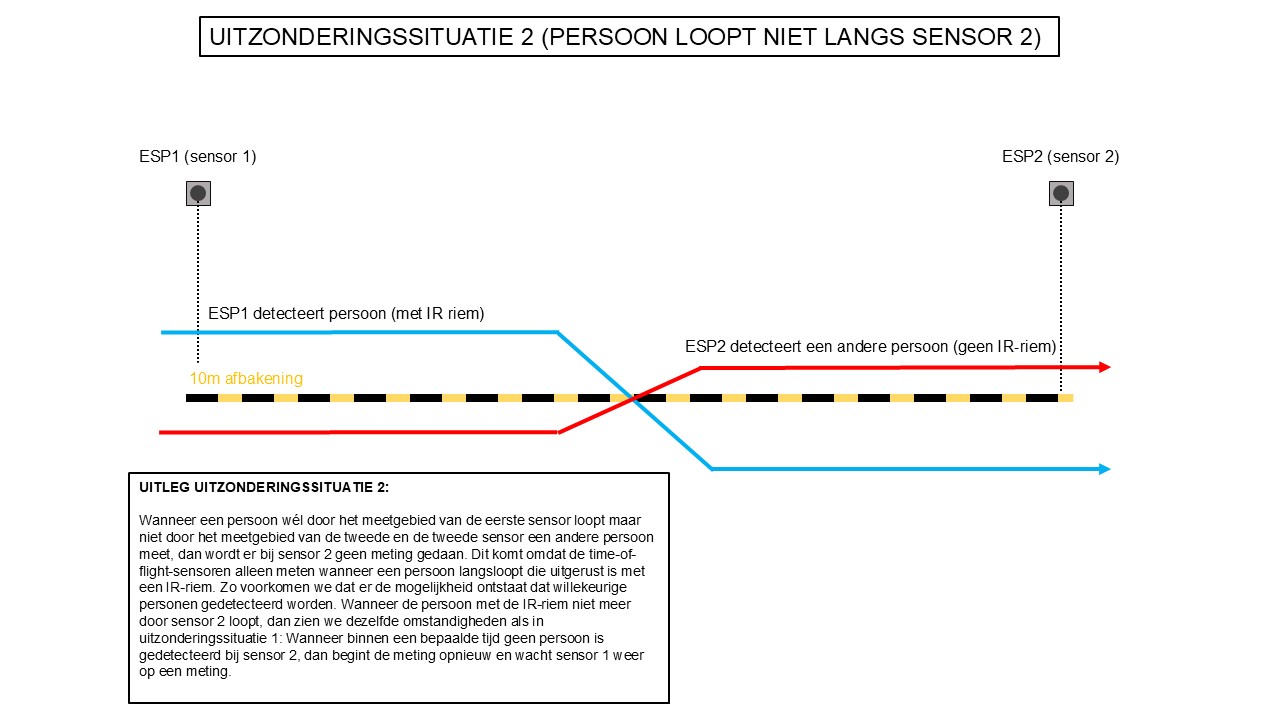 UITZONDERINGSSITUATIE 2 (PERSOON LOOPT NIET LANGS SENSOR 2)
ESP1 (sensor 1)
ESP2 (sensor 2)
ESP1 detecteert persoon (met IR riem)
ESP2 detecteert een andere persoon (geen IR-riem)
10m afbakening
UITLEG UITZONDERINGSSITUATIE 2:
Wanneer een persoon wél door het meetgebied van de eerste sensor loopt maar
niet door het meetgebied van de tweede en de tweede sensor een andere persoon
meet, dan wordt er bij sensor 2 geen meting gedaan. Dit komt omdat de time-of-
flight-sensoren alleen meten wanneer een persoon langsloopt die uitgerust is met
een IR-riem. Zo voorkomen we dat er de mogelijkheid ontstaat dat willekeurige
personen gedetecteerd worden. Wanneer de persoon met de IR-riem niet meer
door sensor 2 loopt, dan zien we dezelfde omstandigheden als in
uitzonderingssituatie 1: Wanneer binnen een bepaalde tijd geen persoon is
gedetecteerd bij sensor 2, dan begint de meting opnieuw en wacht sensor 1 weer
op een meting.